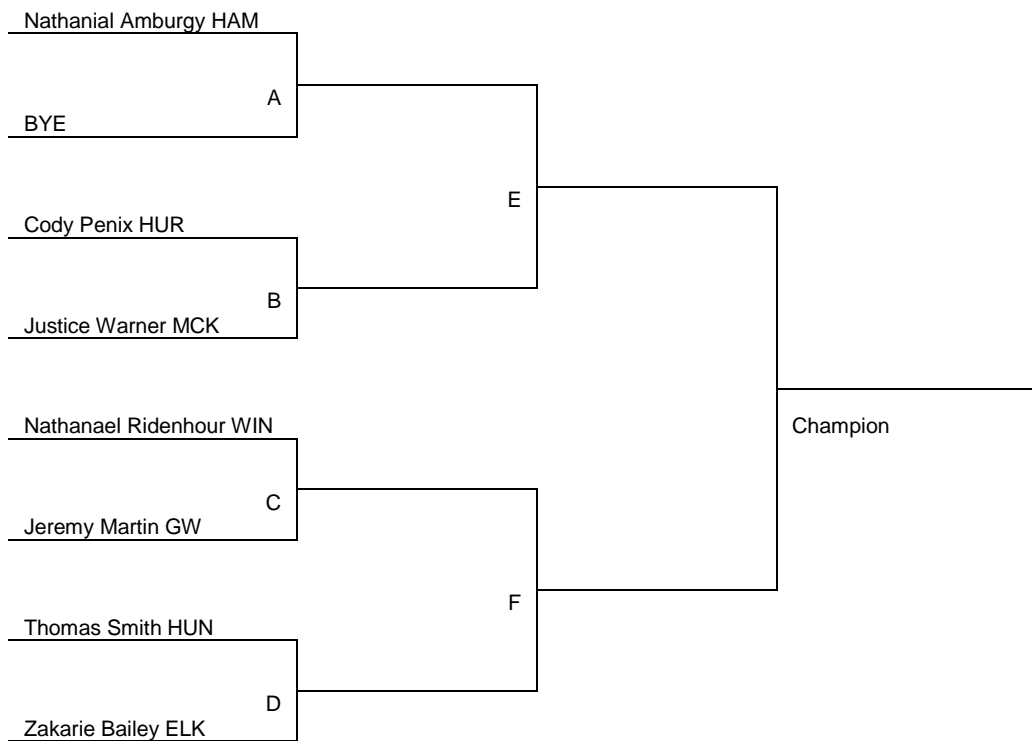 Nathanial Amburgy HAM
A
BYE
E
Cody Penix HUR
B
Justice Warner MCK
Nathanael Ridenhour WIN
Champion
C
Jeremy Martin GW
F
Thomas Smith HUN
D
Zakarie Bailey ELK